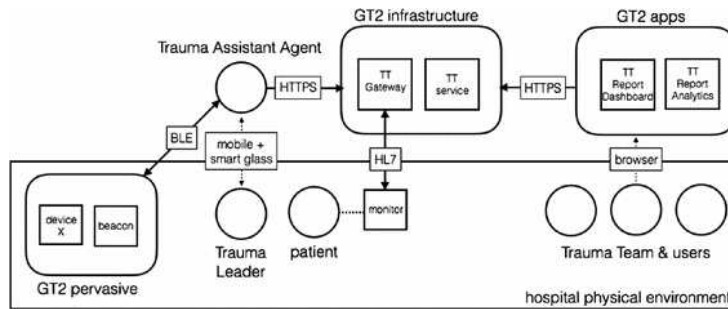 GT2 infrastructure
GT2 apps
Trauma Assistant Agent
HTTPS
TT
Gateway
TT
service
HTTPS
TT
Report
Dashboard
TT
Report
Analytics
BLE
mobile +
smart glass
HL7
browser
device
X
beacon
monitor
Trauma
Leader
patient
Trauma Team & users
GT2 pervasive
hospital physical environment